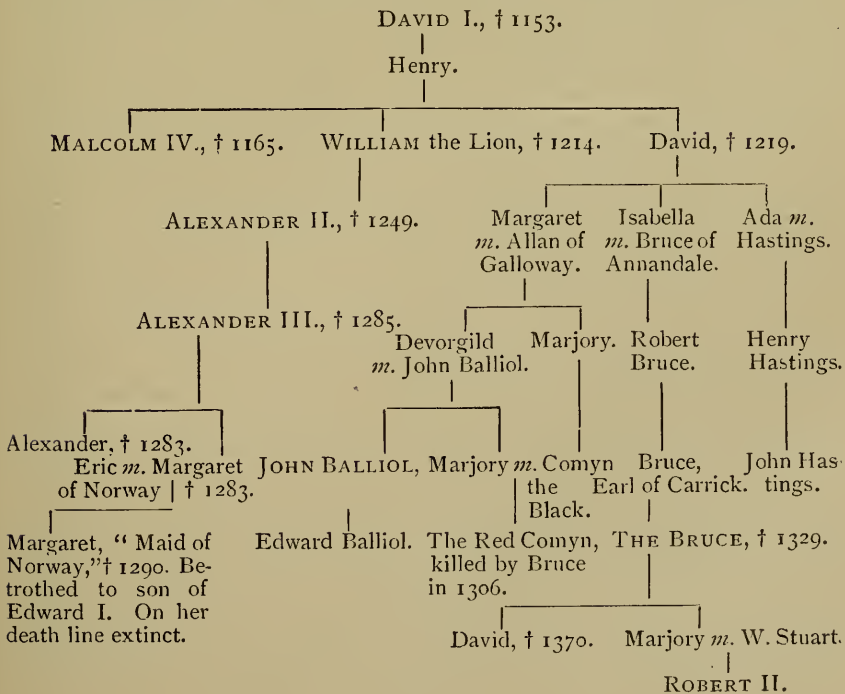 DAVID I., † 1153.
Henry.
MALCOLM IV., † 1165. WILLIAM the Lion, † 1214. David, † 1219.
ALEXANDER II., † 1249.
Margaret Isabella Ada m.
m. Allan of m. Bruce of Hastings.
Galloway. Annandale.
ALEXANDER III., † 1285.
Devorgild Marjory. Robert Henry
m. John Balliol. Bruce. Hastings.
Alexander, † 1283.
Eric m. Margaret
of Norway † 1283.
JOHN BALLIOL, Marjory m. Comyn
the
Black.
Bruce,
Earl of Carrick.
John Has-
tings.
Margaret, “ Maid of
Norway,”† 1290. Be-
trothed to son of
Edward I. On her
death line extinct.
Edward Balliol.
The Red Comyn,
killed by Bruce
in 1306.
THE BRUCE, † 1329.
David, † 1370. Marjory m. W. Stuart.
ROBERT II.